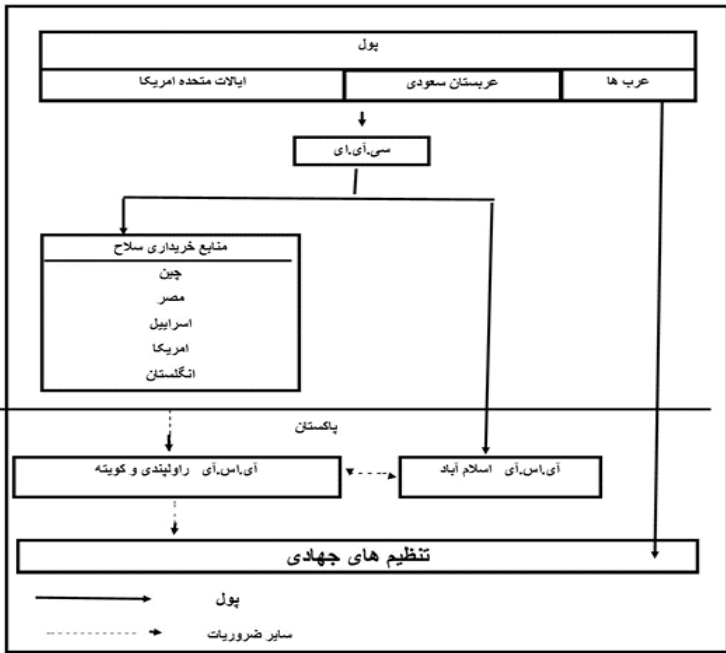 پول
عرب ها عربستان سعودی ایالات متحده امریکا
سی.آی.ای
منابع خریداری سلاح
چین
مصر
اسراییل
امریکا
انگلستان
پاکستان
آی.اس.آی اسلام آباد
آی.اس.آی راولپندی و کویته
تنظیم های جهادی
پول
سایر ضروریات